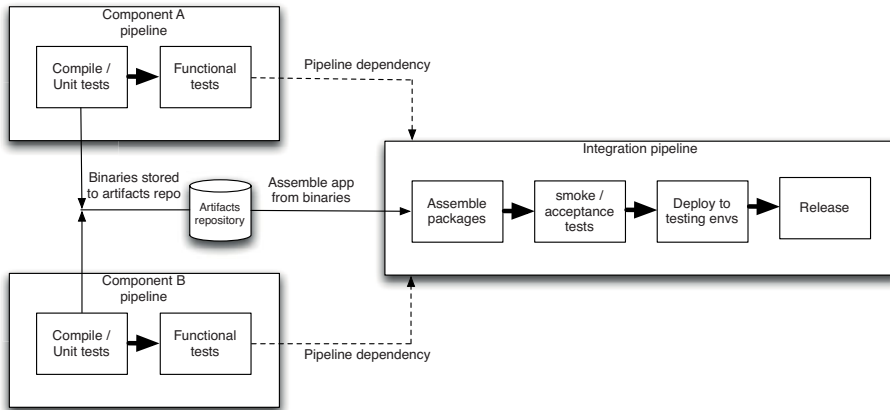 Component A
pipeline
Compile /
Unit tests
Functional
tests
Pipeline dependency
Integration pipeline
Binaries stored
to artifacts repo
Artifacts
repository
Assemble app
from binaries
Assemble
packages
smoke /
acceptance
tests
Deploy to
testing envs
Release
Component B
pipeline
Compile /
Unit tests
Functional
tests
Pipeline dependency